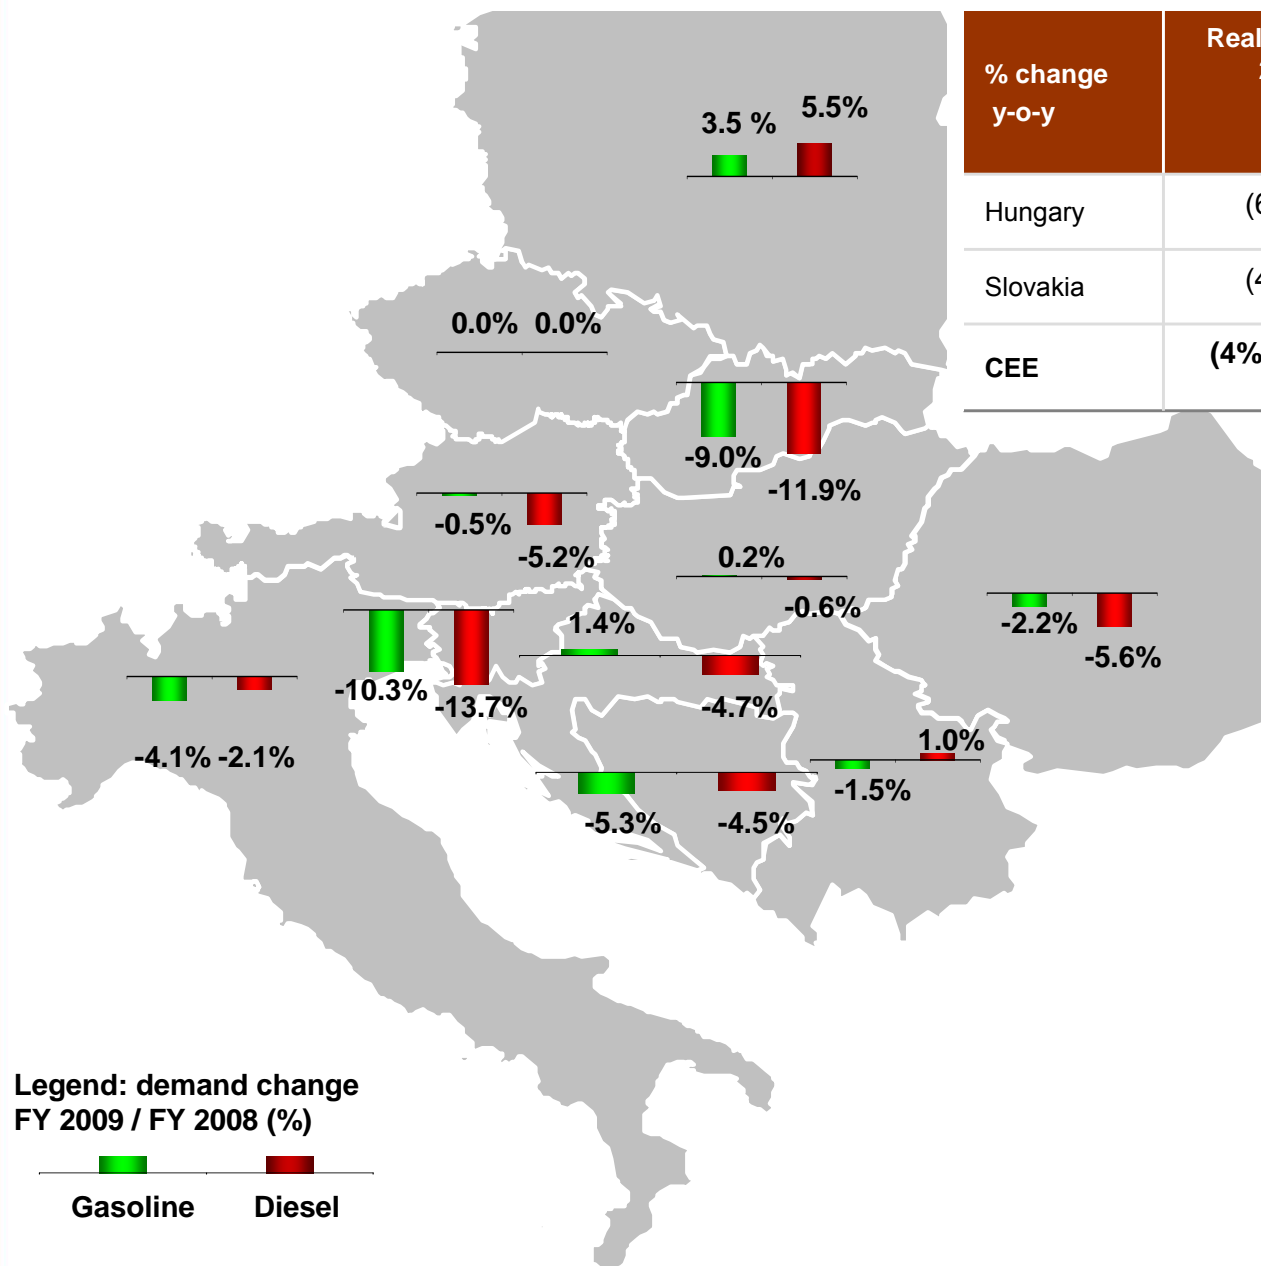 % change
y-o-y
Real
Hungary
(6
Slovakia
(4
CEE
(4%
3.5 %
5.5%
0.0% 0.0%
-9.0%
-11.9%
-0.5%
-5.2%
0.2%
-0.6%
-2.2%
-5.6%
1.4%
-4.7%
-10.3%
-13.7%
-4.1% -2.1%
1.0%
-1.5%
-5.3%
-4.5%
Legend: demand change
FY 2009 / FY 2008 (%)
Gasoline
Diesel